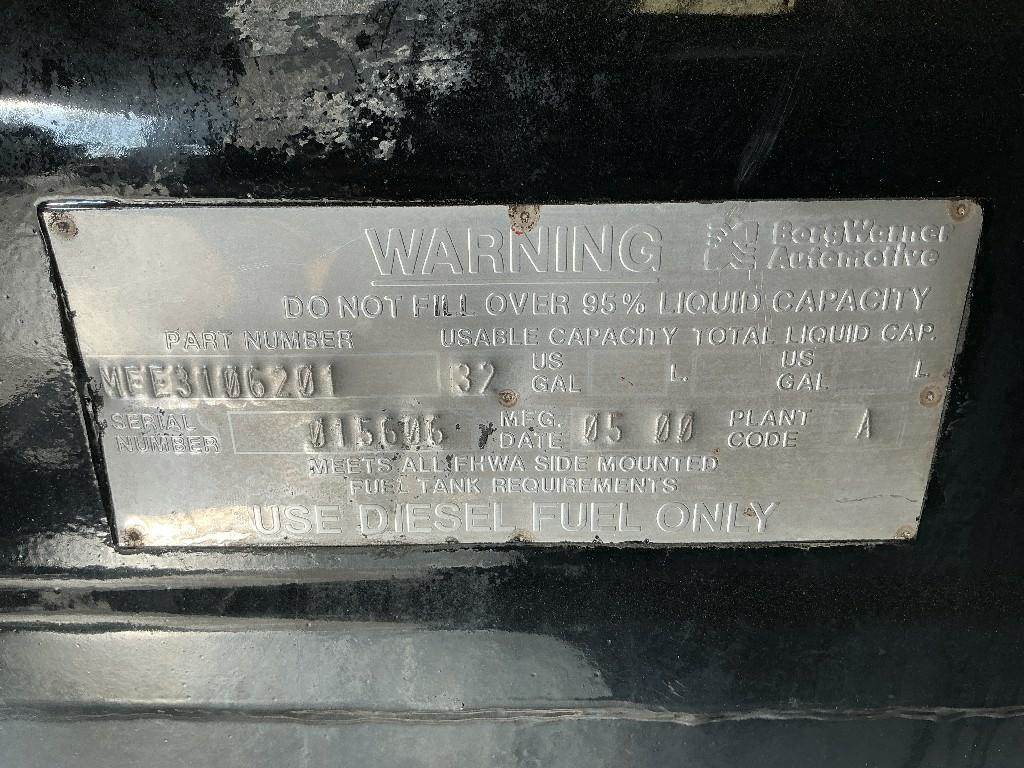 WARNING
BorgWarner
Automotive
DO NOT FILL OVER 95% LIQUID CAPACITY
PART NUMBER USABLE CAPACITY TOTAL LIQUID CAP.
MEE3106201 32 US GAL L. US GAL L.
SERIAL NUMBER 015606 MFG. DATE 05 00 PLANT CODE A
MEETS ALL FHWA SIDE MOUNTED
FUEL TANK REQUIREMENTS
USE DIESEL FUEL ONLY